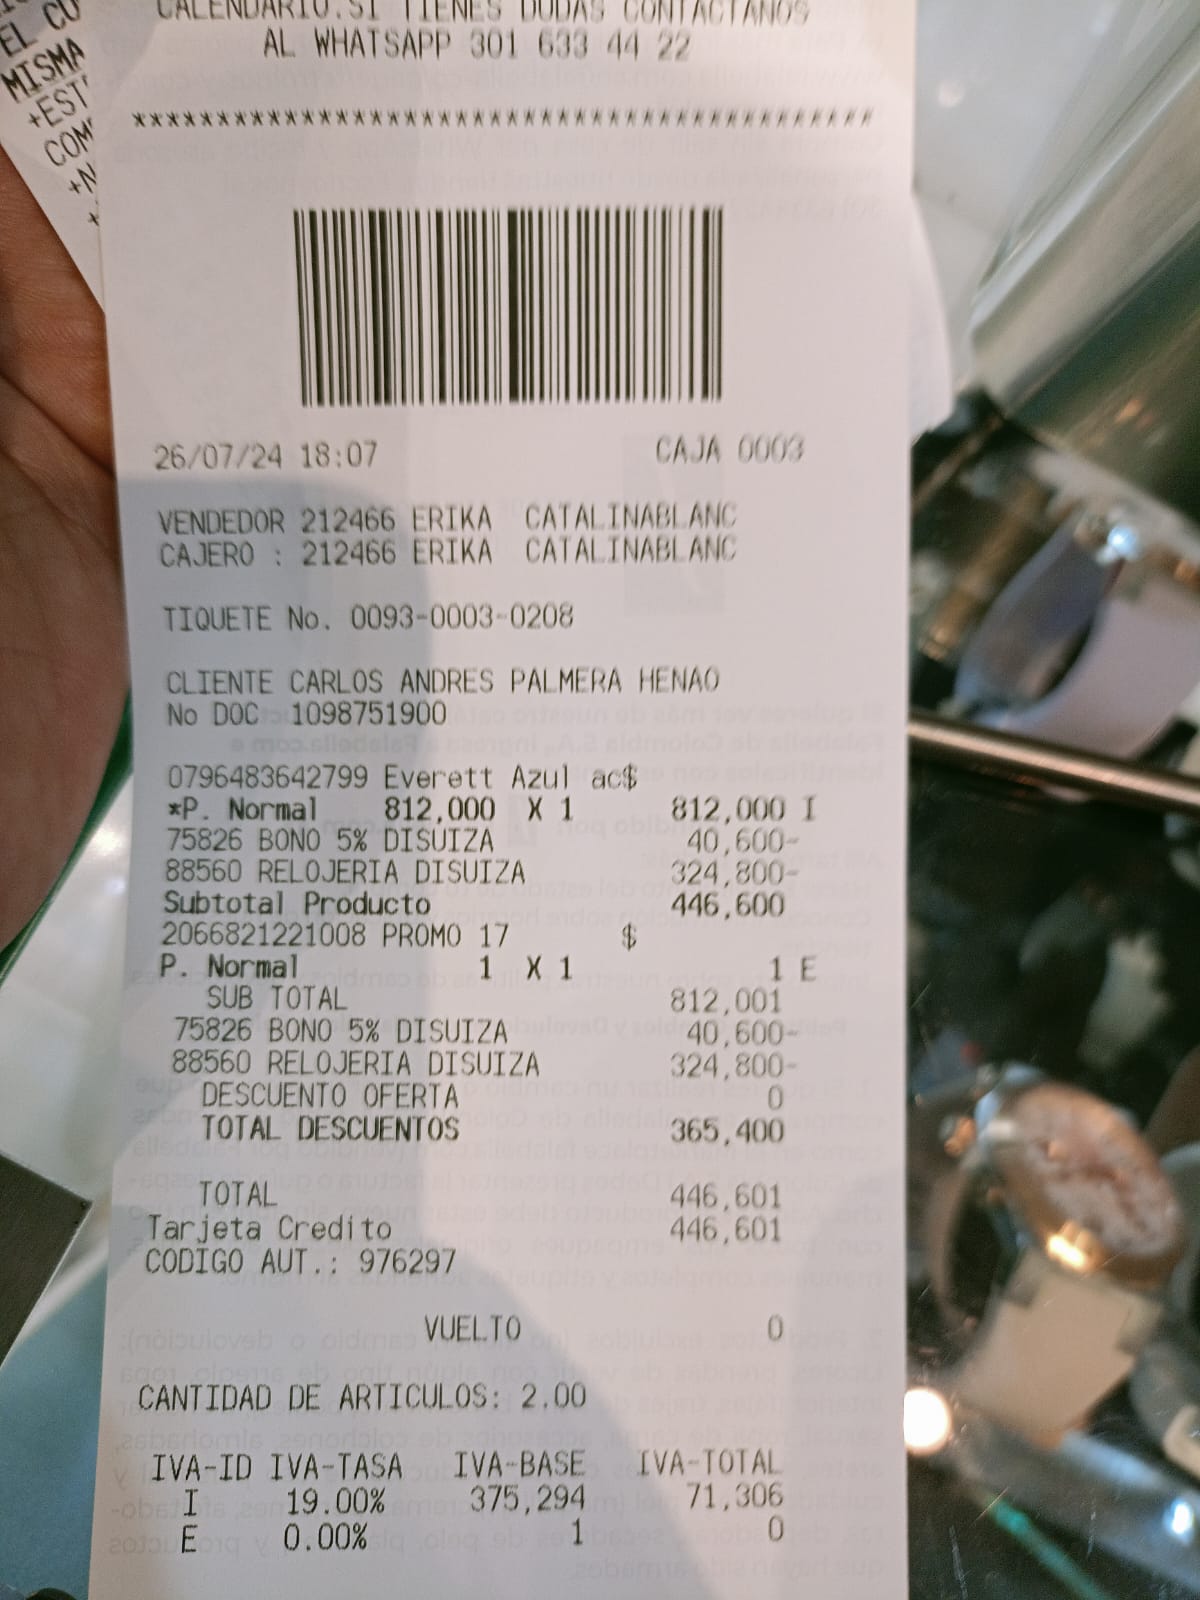 CALENDARIO.SI TIENES DUDAS CONTACTANOS
AL WHATSAPP 301 633 44 22
EL CU
MISMA
+EST
COM
+N
*******************************************
26/07/24 18:07 CAJA 0003
VENDEDOR 212466 ERIKA CATALINABLANC
CAJERO : 212466 ERIKA CATALINABLANC
TIQUETE No. 0093-0003-0208
CLIENTE CARLOS ANDRES PALMERA HENAO
No DOC 1098751900
0796483642799 Everett Azul ac$
*P. Normal 812,000 X 1 812,000 I
75826 BONO 5% DISUIZA 40,600-
88560 RELOJERIA DISUIZA 324,800-
Subtotal Producto 446,600
2066821221008 PROMO 17 $
P. Normal 1 X 1 1 E
SUB TOTAL 812,001
75826 BONO 5% DISUIZA 40,600-
88560 RELOJERIA DISUIZA 324,800-
DESCUENTO OFERTA 0
TOTAL DESCUENTOS 365,400
TOTAL 446,601
Tarjeta Credito 446,601
CODIGO AUT.: 976297
VUELTO 0
CANTIDAD DE ARTICULOS: 2.00
IVA-ID IVA-TASA IVA-BASE IVA-TOTAL
I 19.00% 375,294 71,306
E 0.00% 1 0